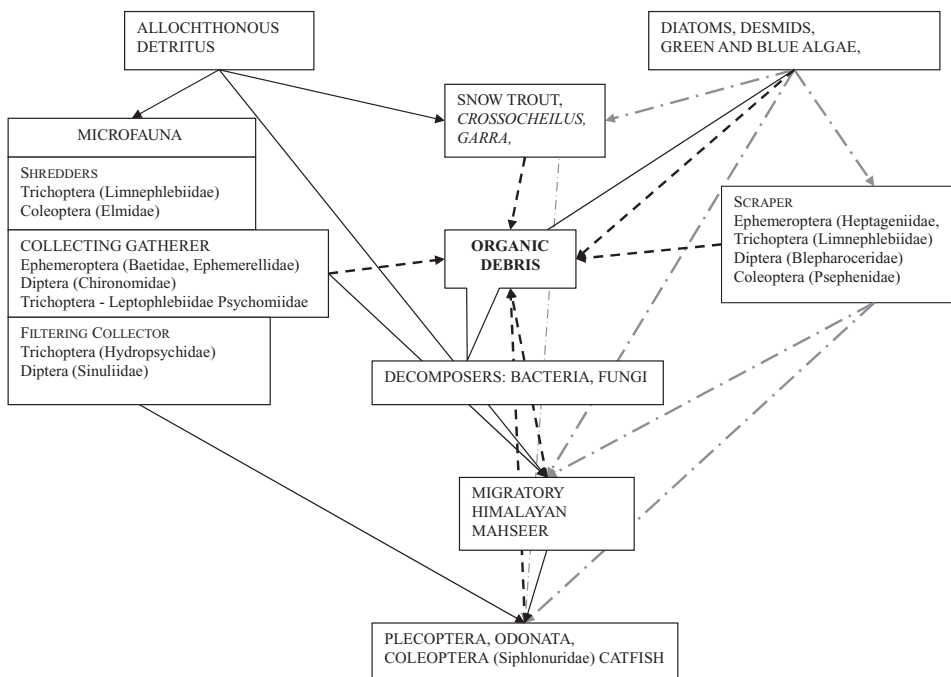 ALLOCHTHONOUS
DETRITUS
DIATOMS, DESMIDS,
GREEN AND BLUE ALGAE,
SNOW TROUT,
CROSSOCHEILUS,
GARRA,
MICROFAUNA
SHREDDERS
Trichoptera (Limnephlebiidae)
Coleoptera (Elmidae)
COLLECTING GATHERER
Ephemeroptera (Baetidae, Ephemerellidae)
Diptera (Chironomidae)
Trichoptera - Leptophlebiidae Psychomiidae
FILTERING COLLECTOR
Trichoptera (Hydropsychidae)
Diptera (Sinuliidae)
ORGANIC
DEBRIS
SCRAPER
Ephemeroptera (Heptageniidae,
Trichoptera (Limnephlebiidae)
Diptera (Blepharoceridae)
Coleoptera (Psephenidae)
DECOMPOSERS: BACTERIA, FUNGI
MIGRATORY
HIMALAYAN
MAHSEER
PLECOPTERA, ODONATA,
COLEOPTERA (Siphlonuridae) CATFISH